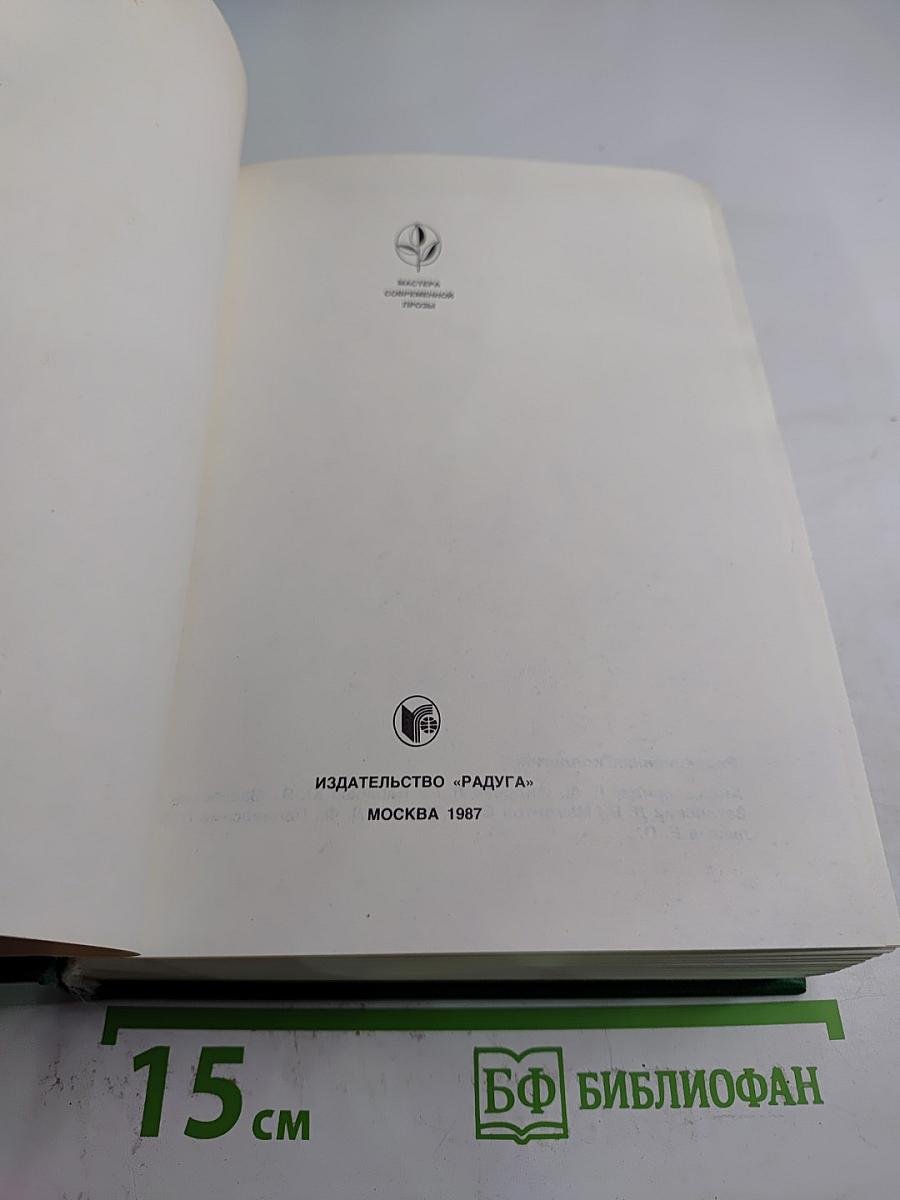 МАСТЕРА
СОВРЕМЕННОЙ
ПРОЗЫ
ИЗДАТЕЛЬСТВО «РАДУГА»
МОСКВА 1987
15 см
БФ БИБЛИОФАН